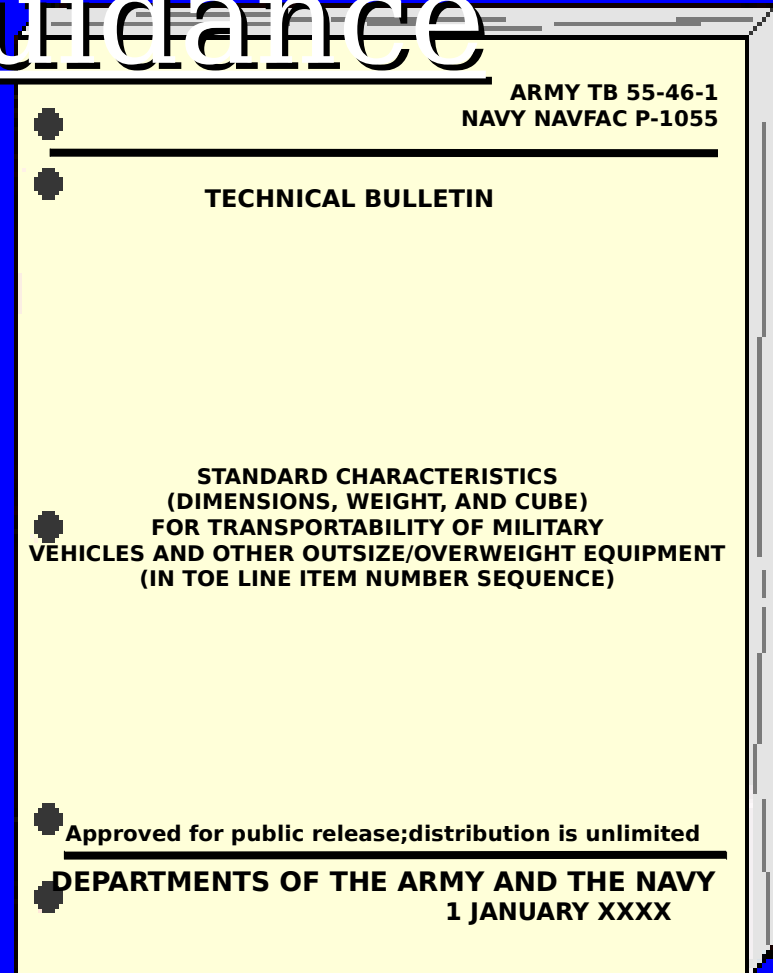 uidance
ARMY TB 55-46-1
NAVY NAVFAC P-1055
TECHNICAL BULLETIN
STANDARD CHARACTERISTICS
(DIMENSIONS, WEIGHT, AND CUBE)
FOR TRANSPORTABILITY OF MILITARY
VEHICLES AND OTHER OUTSIZE/OVERWEIGHT EQUIPMENT
(IN TOE LINE ITEM NUMBER SEQUENCE)
Approved for public release;distribution is unlimited
DEPARTMENTS OF THE ARMY AND THE NAVY
1 JANUARY XXXX